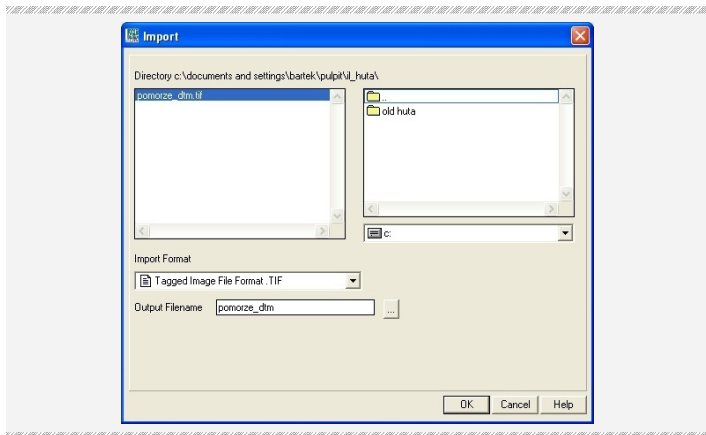 Import
Directory c:\documents and settings\bartek\pulpit\il_huta\
pomorze_dtm.tif
..
old huta
c:
Import Format
Tagged Image File Format .TIF
Output Filename
pomorze_dtm
...
OK
Cancel
Help